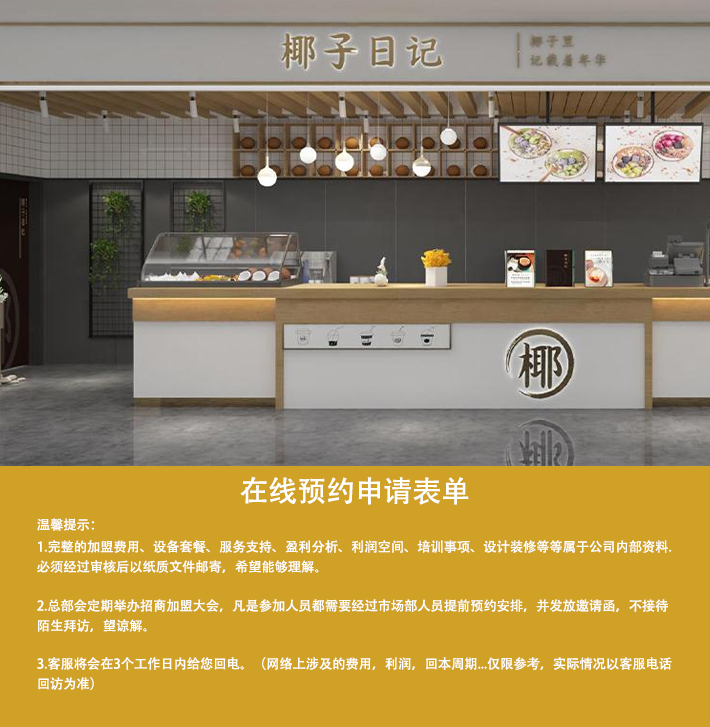 椰子日记
椰子里
记载着年华
椰
在线预约申请表单
温馨提示：
1.完整的加盟费用、设备套餐、服务支持、盈利分析、利润空间、培训事项、设计装修等等属于公司内部资料.
必须经过审核后以纸质文件邮寄，希望能够理解。
2.总部会定期举办招商加盟大会，凡是参加人员都需要经过市场部人员提前预约安排，并发放邀请函，不接待
陌生拜访，望谅解。
3.客服将会在3个工作日内给您回电。（网络上涉及的费用，利润，回本周期...仅限参考，实际情况以客服电话
回访为准）